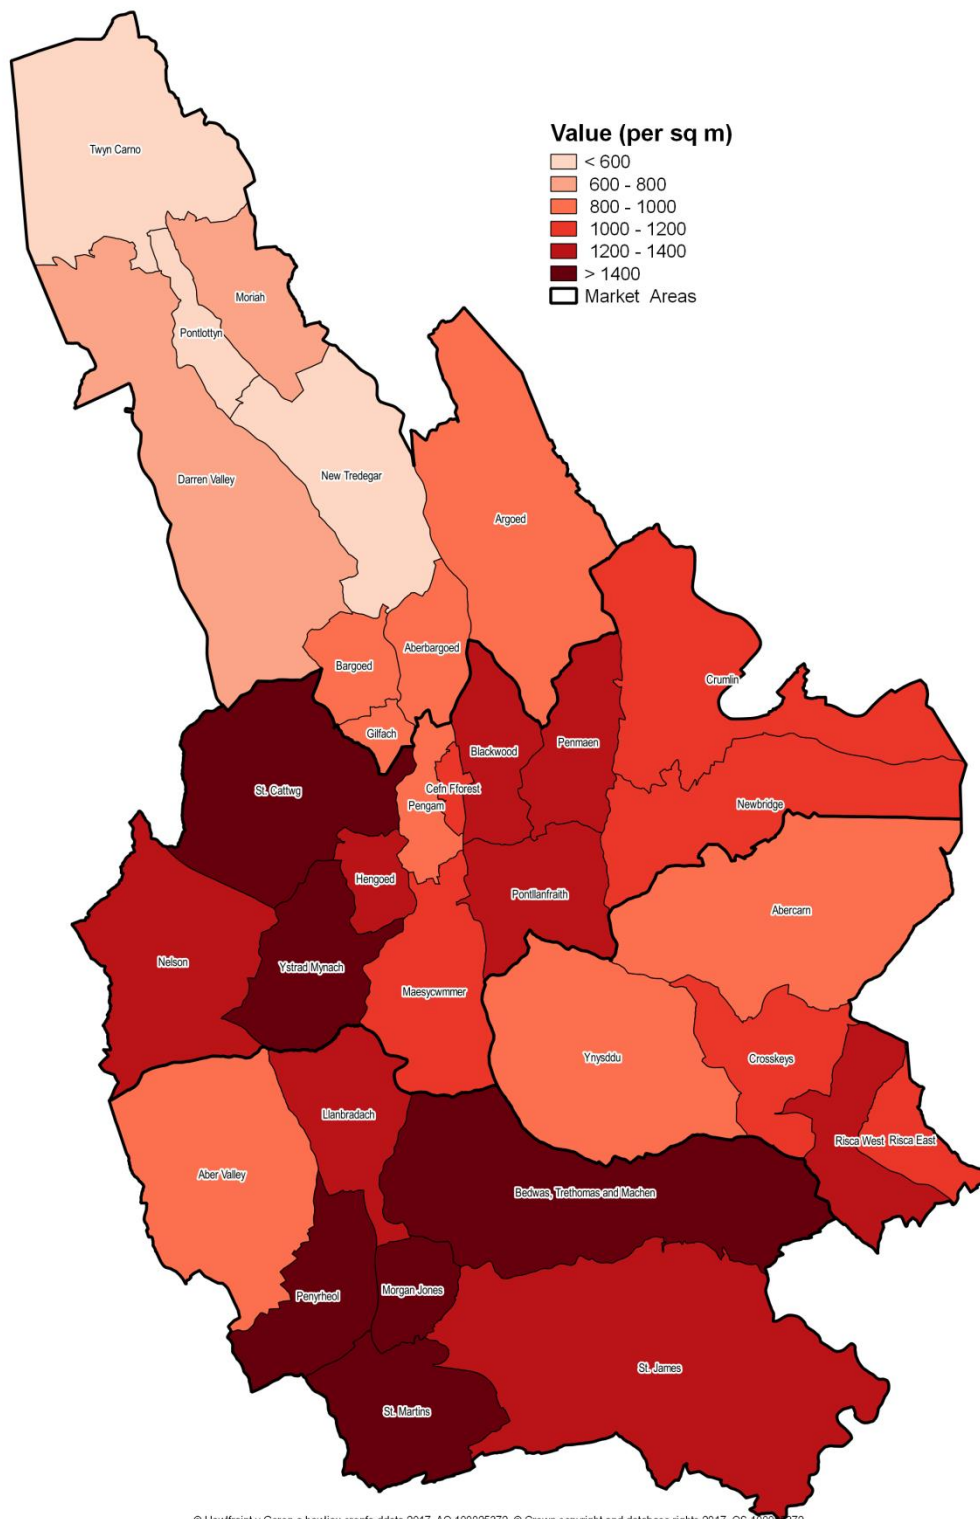 Value (per sq m)
< 600
600 - 800
800 - 1000
1000 - 1200
1200 - 1400
> 1400
Market Areas
Twyn Carno
Moriah
Pontlottyn
New Tredegar
Darren Valley
Argoed
Aberbargoed
Bargoed
Crumlin
Gilfach
Blackwood
Penmaen
St. Cattwg
Cefn Fforest
Pengam
Newbridge
Hengoed
Pontllanfraith
Abercarn
Nelson
Ystrad Mynach
Maesycwmmer
Ynysddu
Crosskeys
Llanbradach
Risca West
Risca East
Aber Valley
Bedwas, Trethomas and Machen
Penyrheol
Morgan Jones
St. James
St. Martins